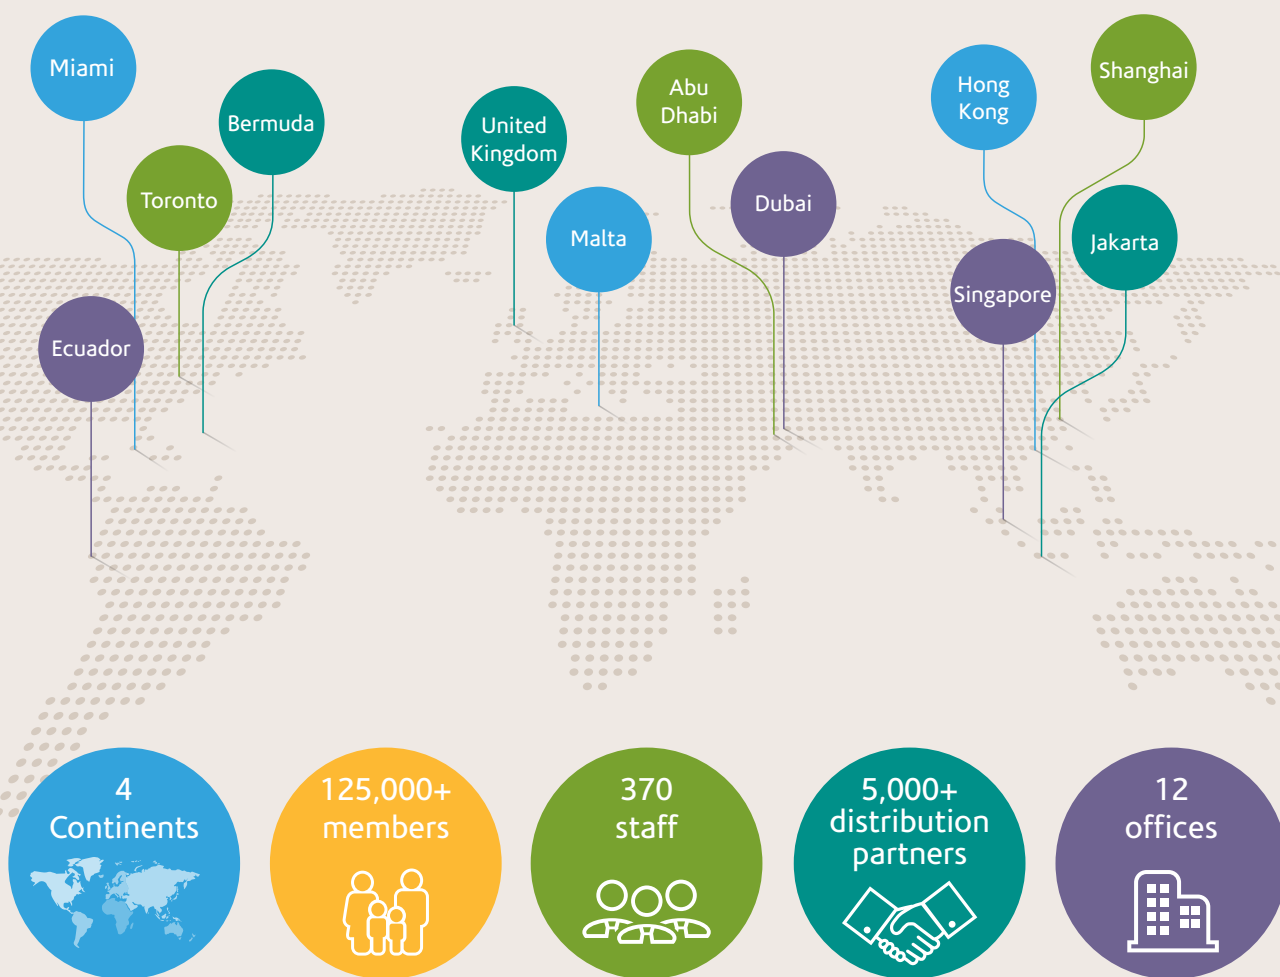 Miami
Toronto
Bermuda
Ecuador
United
Kingdom
Malta
Abu
Dhabi
Dubai
Hong
Kong
Shanghai
Singapore
Jakarta
4
Continents
125,000+
members
370
staff
5,000+
distribution
partners
12
offices